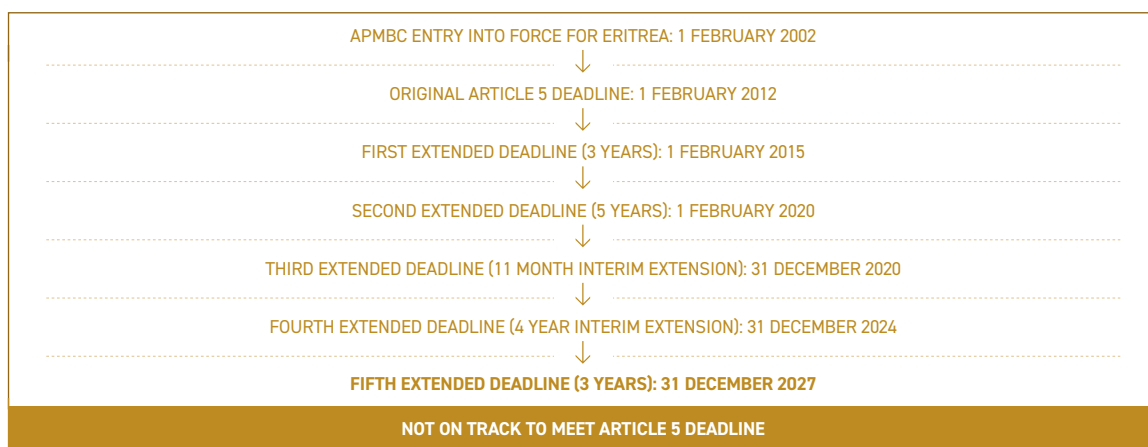 APMBC ENTRY INTO FORCE FOR ERITREA: 1 FEBRUARY 2002
ORIGINAL ARTICLE 5 DEADLINE: 1 FEBRUARY 2012
FIRST EXTENDED DEADLINE (3 YEARS): 1 FEBRUARY 2015
SECOND EXTENDED DEADLINE (5 YEARS): 1 FEBRUARY 2020
THIRD EXTENDED DEADLINE (11 MONTH INTERIM EXTENSION): 31 DECEMBER 2020
FOURTH EXTENDED DEADLINE (4 YEAR INTERIM EXTENSION): 31 DECEMBER 2024
FIFTH EXTENDED DEADLINE (3 YEARS): 31 DECEMBER 2027
NOT ON TRACK TO MEET ARTICLE 5 DEADLINE